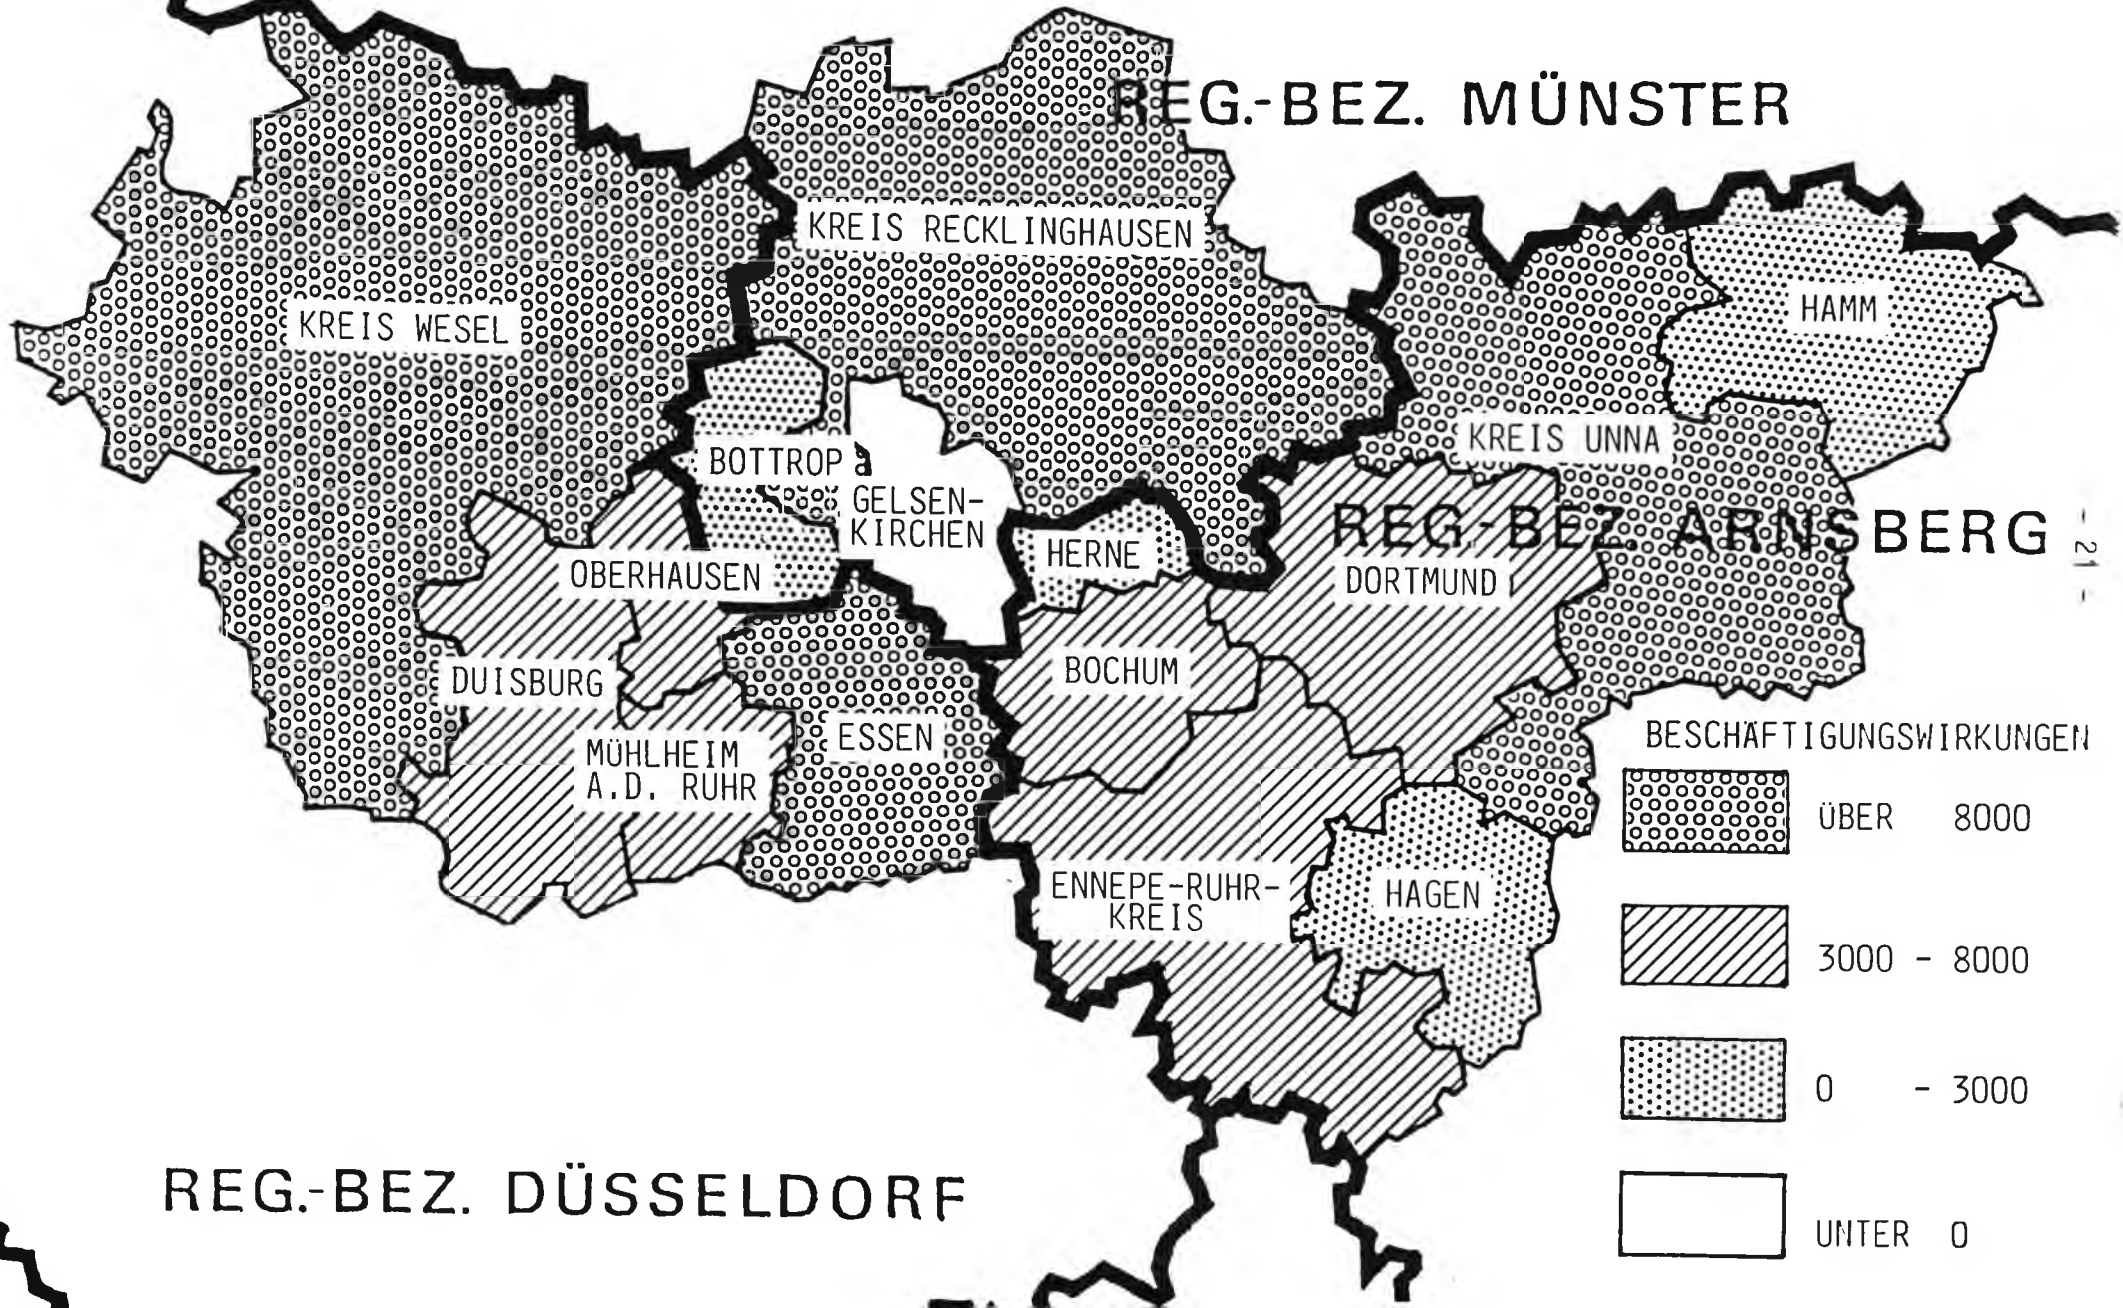 REG.-BEZ. MÜNSTER
KREIS RECKLINGHAUSEN
HAMM
KREIS WESEL
KREIS UNNA
BOTTROP
GELSEN-
KIRCHEN
REG.-BEZ. ARNSBERG
- 21 -
HERNE
OBERHAUSEN
DORTMUND
DUISBURG
BOCHUM
ESSEN
MÜHLHEIM
A.D. RUHR
ENNEPE-RUHR-
KREIS
HAGEN
BESCHÄFTIGUNGSWIRKUNGEN
ÜBER 8000
3000 - 8000
0 - 3000
UNTER 0
REG.-BEZ. DÜSSELDORF